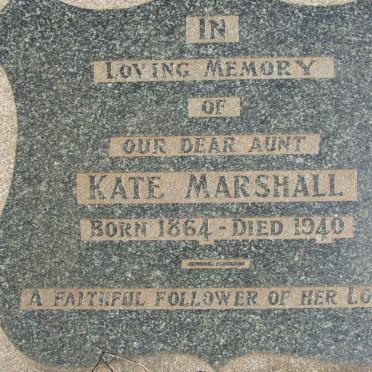 IN
LOVING MEMORY
OF
OUR DEAR AUNT
KATE MARSHALL
BORN 1864 - DIED 1940
A FAITHFUL FOLLOWER OF HER LO